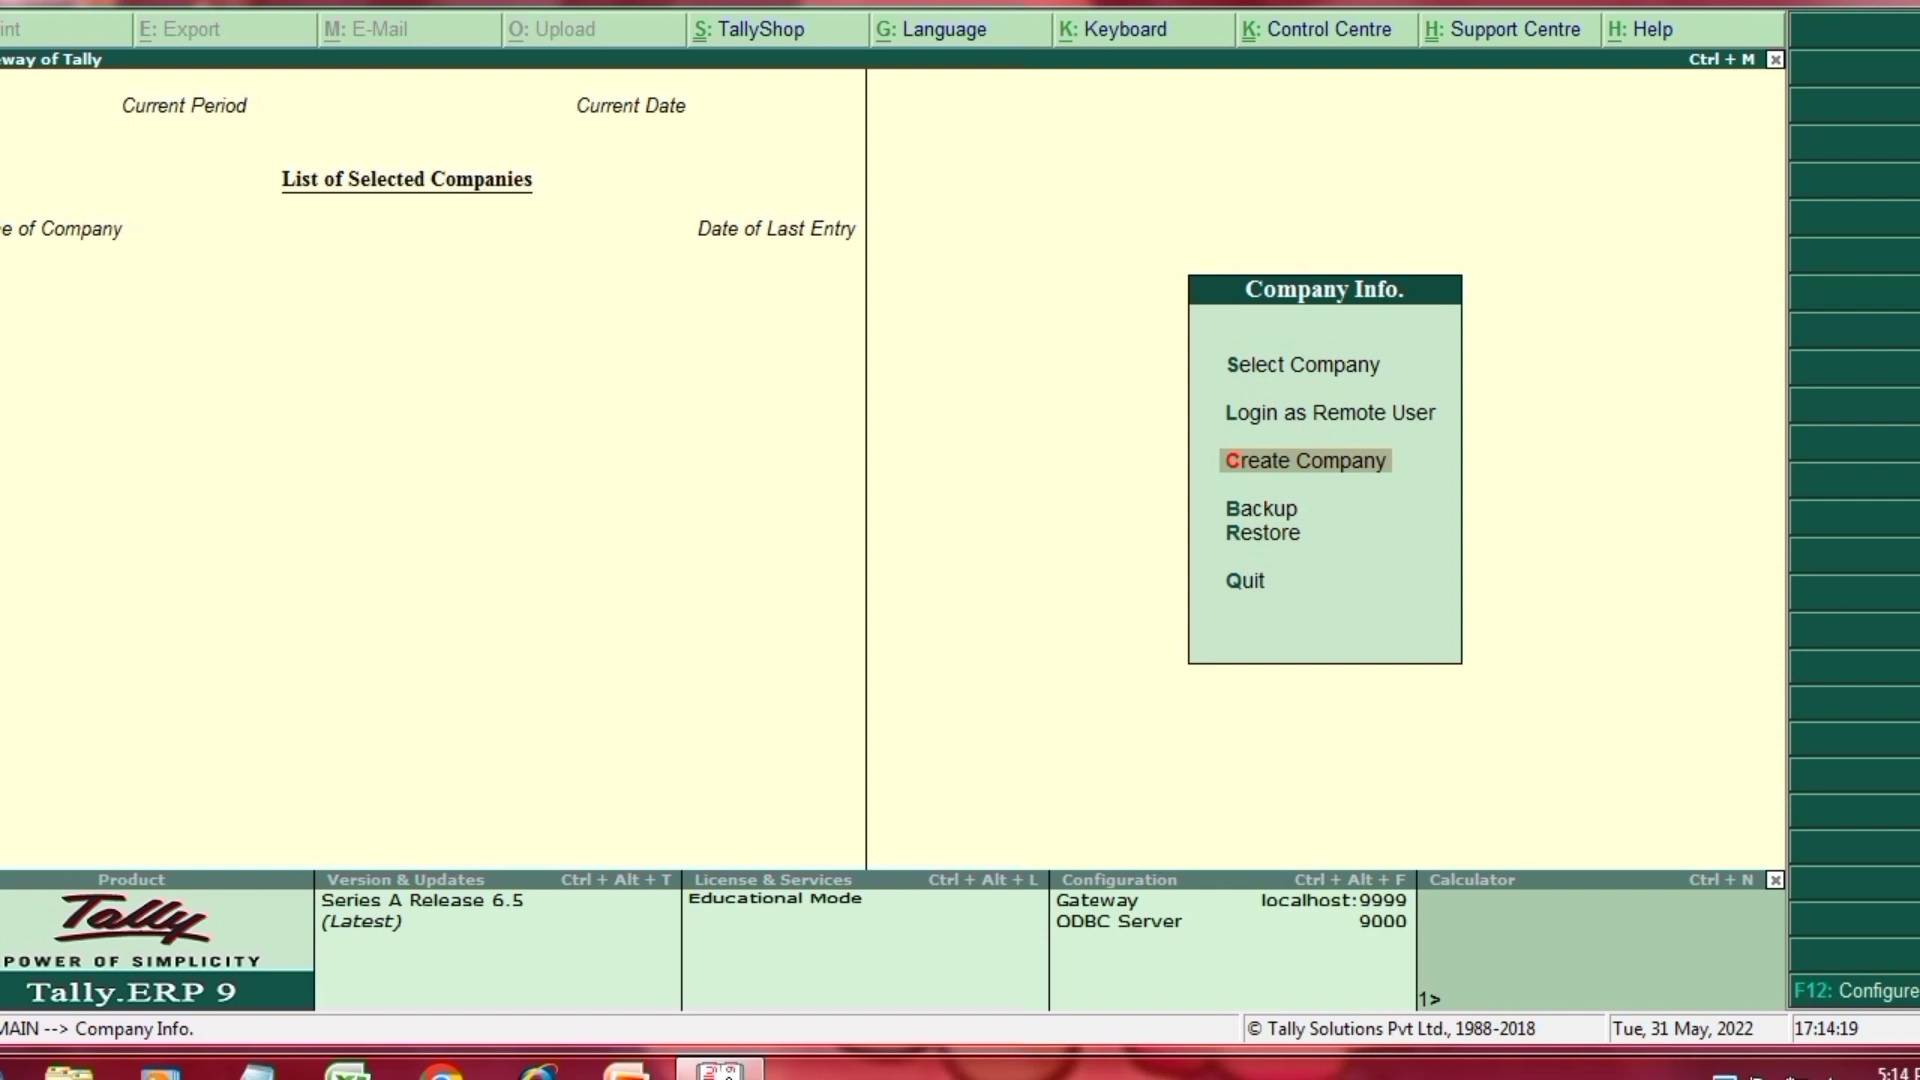 int E: Export M: E-Mail O: Upload S: TallyShop G: Language K: Keyboard K: Control Centre H: Support Centre H: Help
way of Tally Ctrl + M
Current Period Current Date
List of Selected Companies
e of Company Date of Last Entry
Company Info.
Select Company
Login as Remote User
Create Company
Backup
Restore
Quit
Product Version & Updates Ctrl + Alt + T License & Services Ctrl + Alt + L Configuration Ctrl + Alt + F Calculator Ctrl + N
Tally
POWER OF SIMPLICITY
Tally.ERP 9
Series A Release 6.5
(Latest)
Educational Mode
Gateway localhost:9999
ODBC Server 9000
1>
F12: Configure
MAIN --> Company Info. © Tally Solutions Pvt Ltd., 1988-2018 Tue, 31 May, 2022 17:14:19
5:14 P